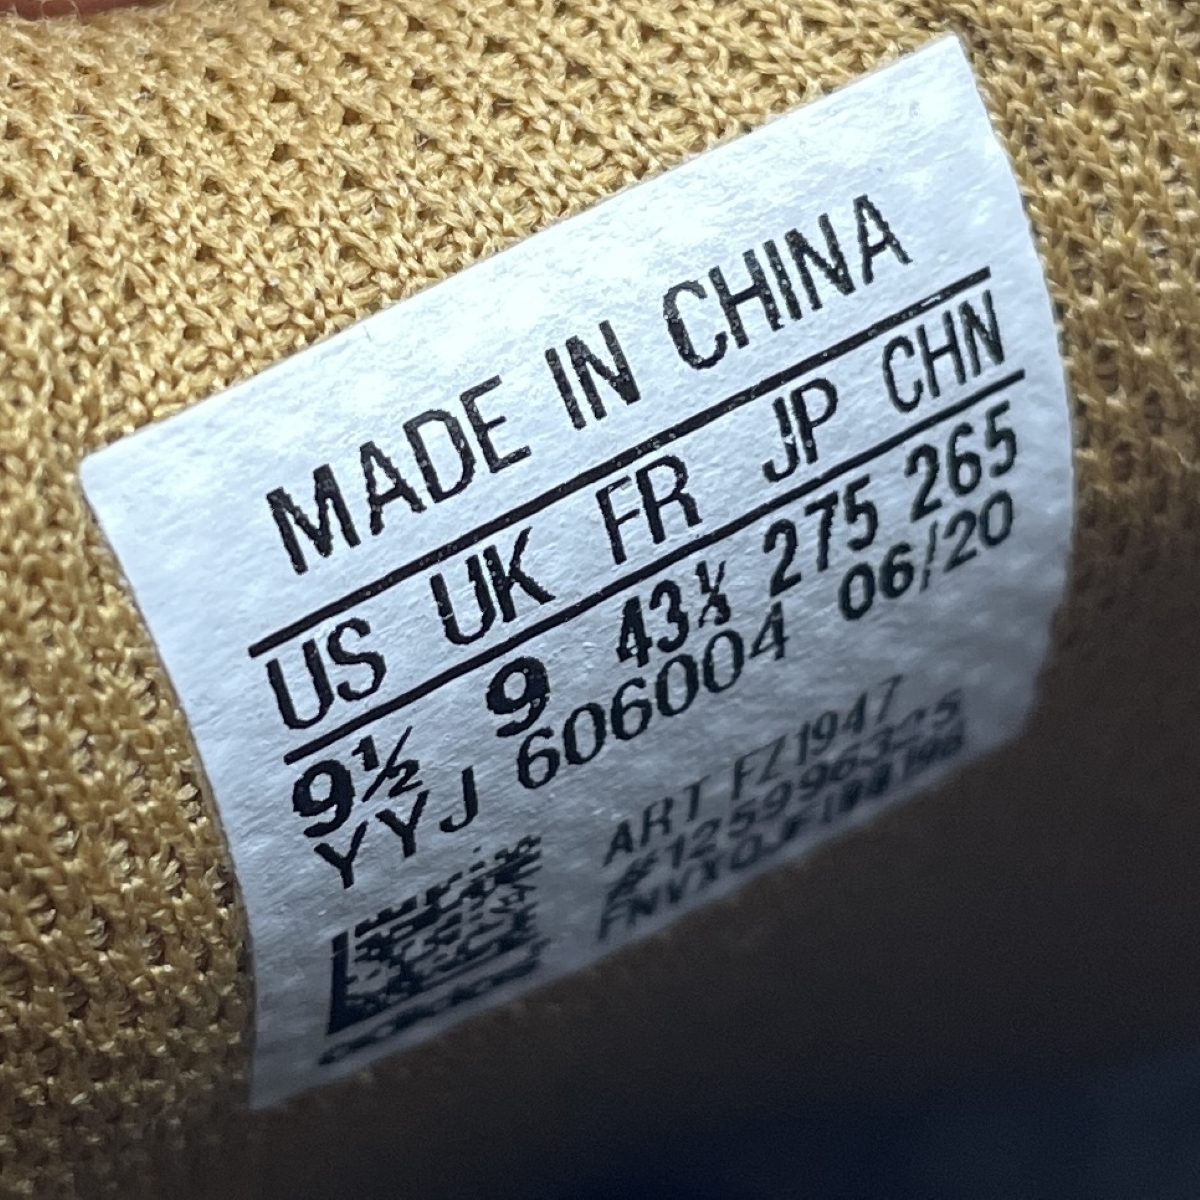 MADE IN CHINA
US UK FR JP CHN
9½ 9 43⅓ 275 265
YYJ 606004 06/20
ART FZ1947